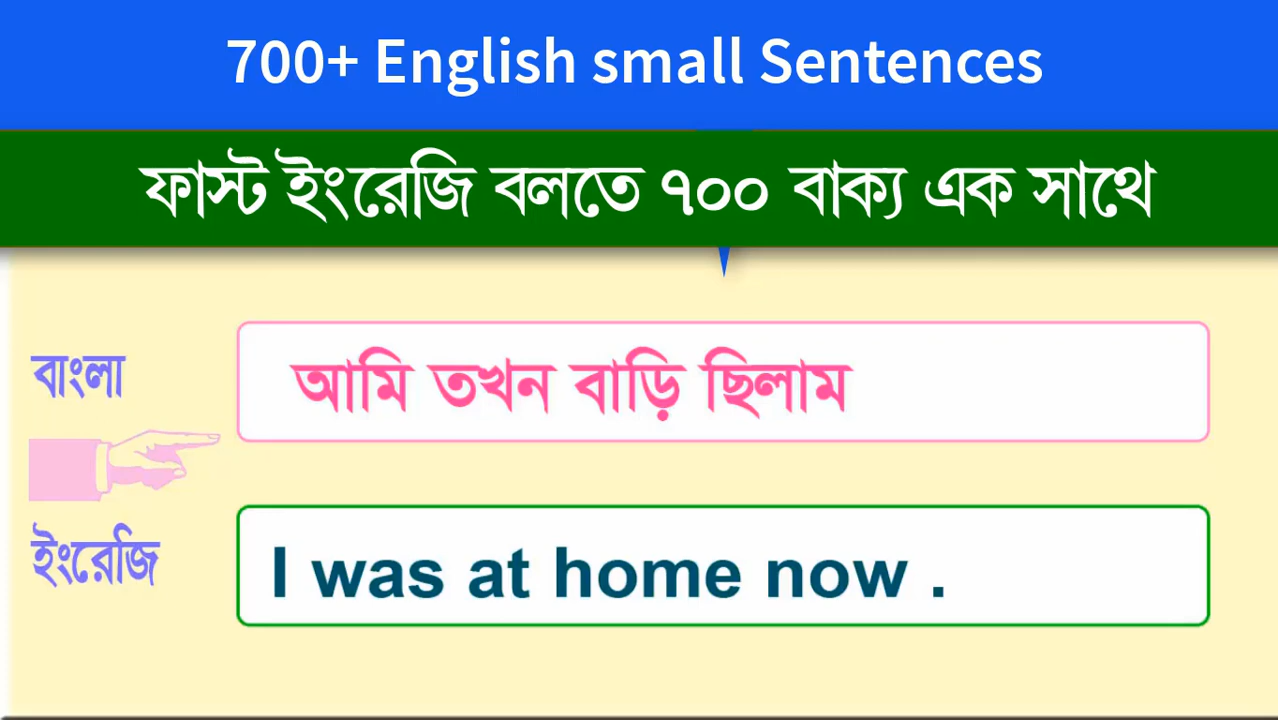 700+ English small Sentences
ফাস্ট ইংরেজি বলতে ৭০০ বাক্য এক সাথে
বাংলা
আমি তখন বাড়ি ছিলাম
ইংরেজি
I was at home now .